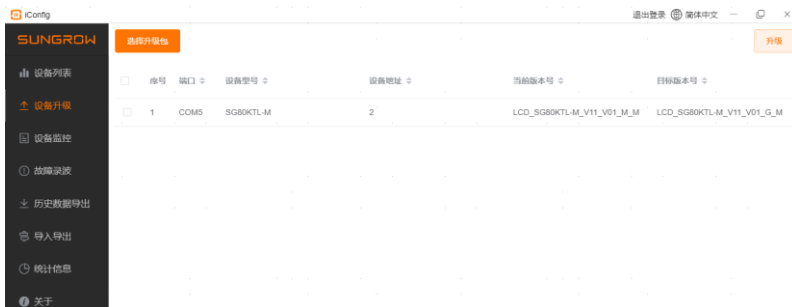 iConfig 退出登录 简体中文
SUNGROW 选择升级包 升级
设备列表
设备升级
设备监控
故障录波
历史数据导出
导入导出
统计信息
关于
序号 端口 设备型号 设备地址 当前版本号 目标版本号
1 COM5 SG80KTL-M 2 LCD_SG80KTL-M_V11_V01_M_M LCD_SG80KTL-M_V11_V01_G_M